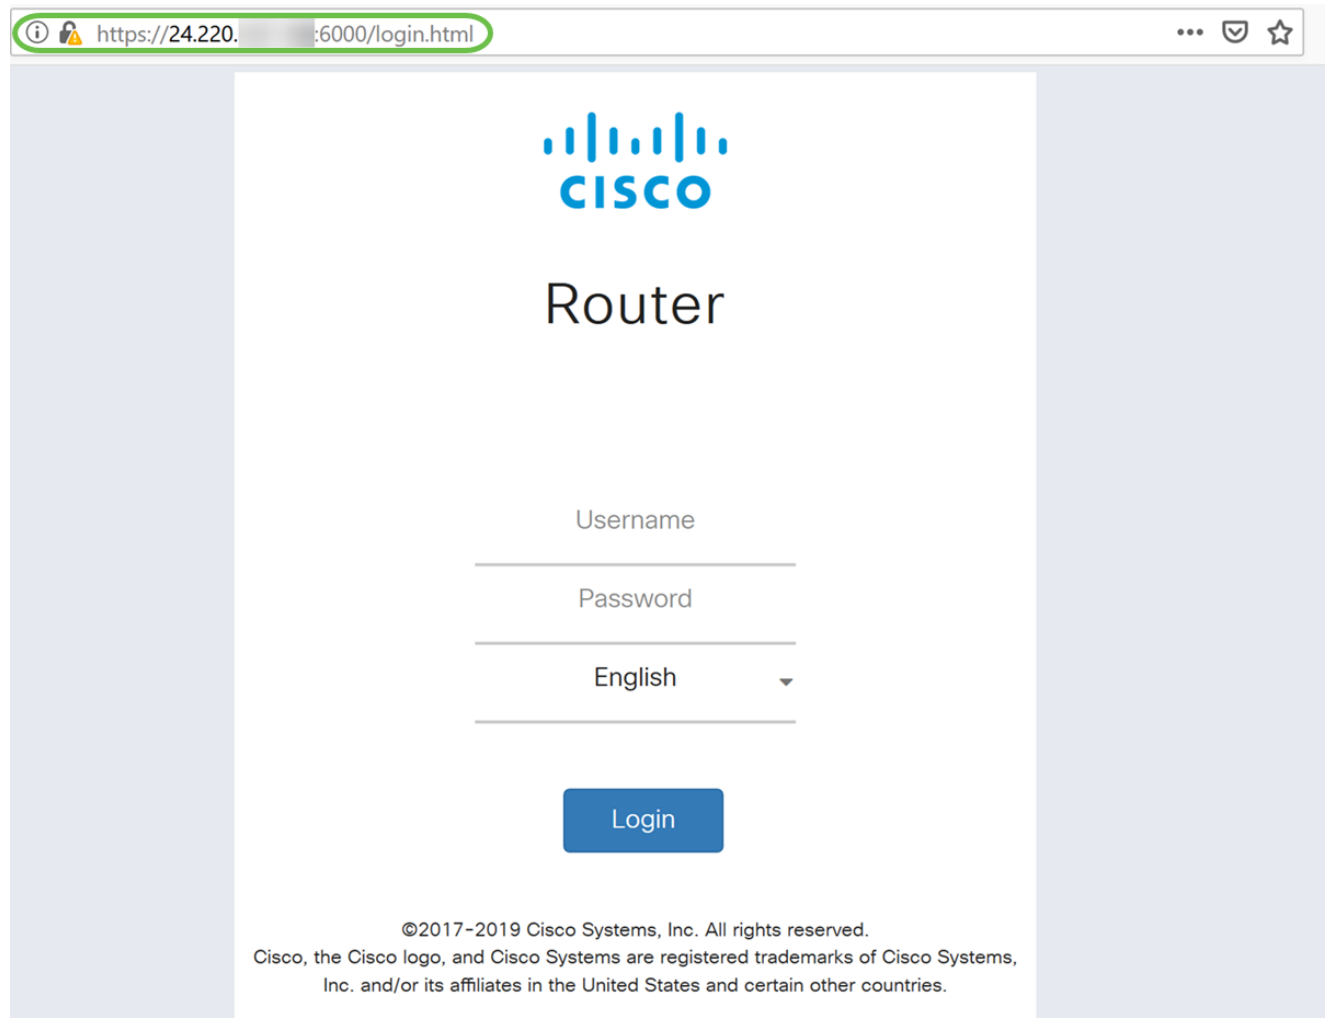 https://24.220. :6000/login.html
CISCO
Router
Username
Password
English
Login
©2017-2019 Cisco Systems, Inc. All rights reserved.
Cisco, the Cisco logo, and Cisco Systems are registered trademarks of Cisco Systems,
Inc. and/or its affiliates in the United States and certain other countries.